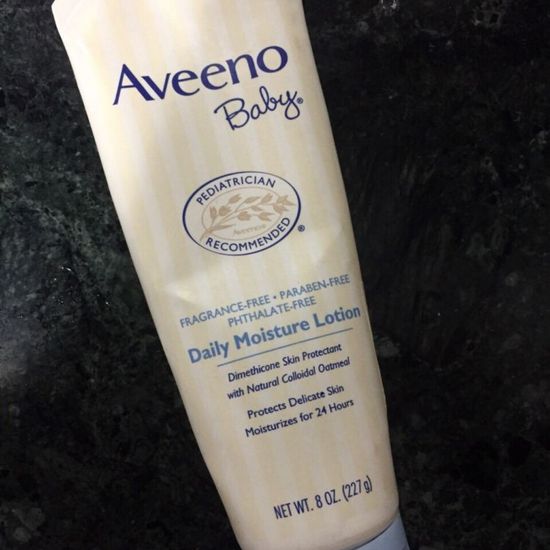 Aveeno
Baby®
PEDIATRICIAN
AVEENO
RECOMMENDED®
FRAGRANCE-FREE • PARABEN-FREE
PHTHALATE-FREE
Daily Moisture Lotion
Dimethicone Skin Protectant
with Natural Colloidal Oatmeal
Protects Delicate Skin
Moisturizes for 24 Hours
NET WT. 8 OZ. (227g)